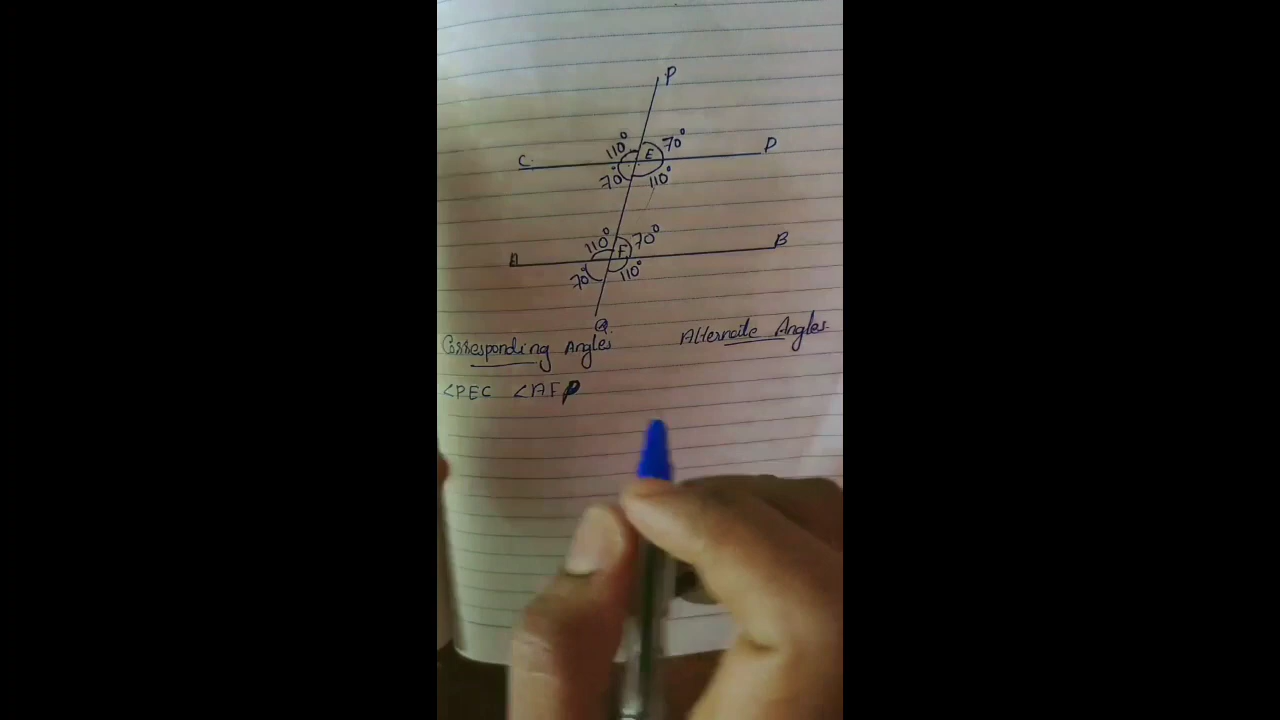 P
110° 70°
C E D
70° 110°
110° 70°
A F B
70° 110°
Q
Corresponding Angles Alternate Angles
∠PEC ∠AFP